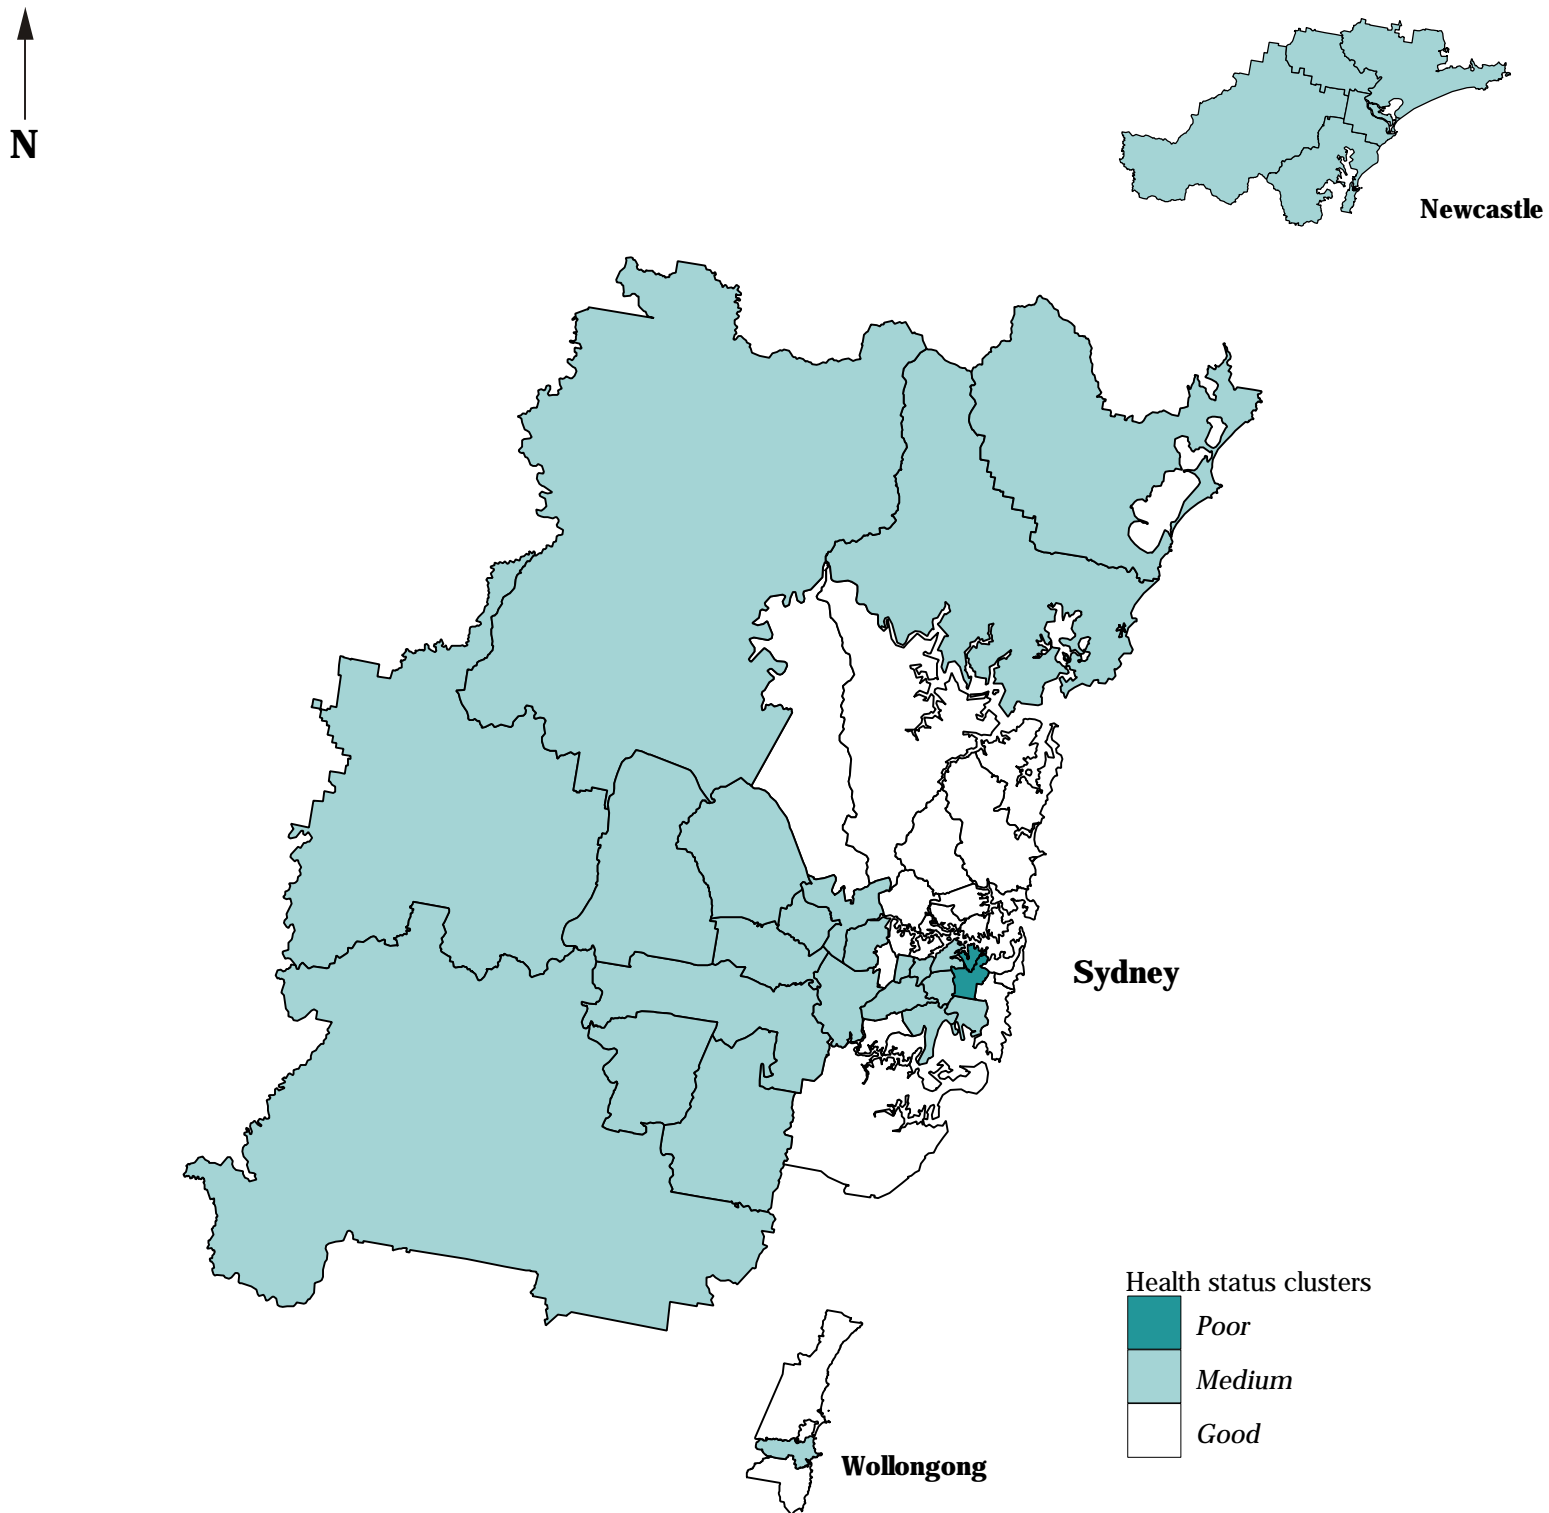 N
Newcastle
Sydney
Health status clusters
Poor
Medium
Good
Wollongong